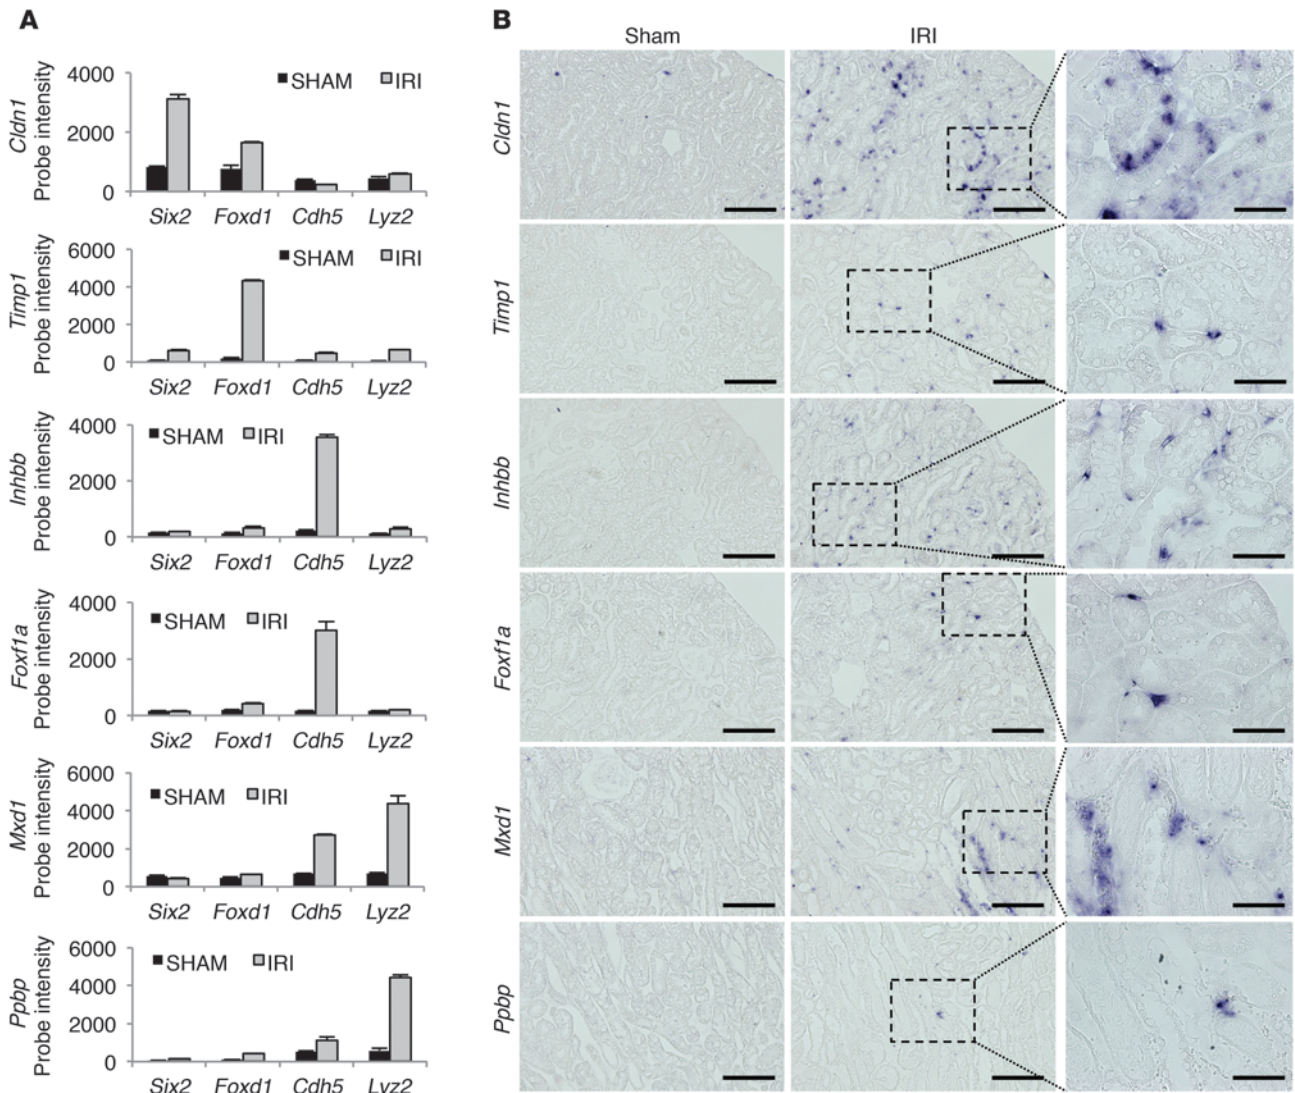 A
Cldn1
Probe intensity
4000
2000
0
SHAM IRI
Six2 Foxd1 Cdh5 Lyz2
Timp1
Probe intensity
6000
4000
2000
0
SHAM IRI
Six2 Foxd1 Cdh5 Lyz2
Inhbb
Probe intensity
4000
2000
0
SHAM IRI
Six2 Foxd1 Cdh5 Lyz2
Foxf1a
Probe intensity
4000
2000
0
SHAM IRI
Six2 Foxd1 Cdh5 Lyz2
Mxd1
Probe intensity
6000
4000
2000
0
SHAM IRI
Six2 Foxd1 Cdh5 Lyz2
Ppbp
Probe intensity
6000
4000
2000
0
SHAM IRI
Six2 Foxd1 Cdh5 Lyz2
B
Sham IRI
Cldn1
Timp1
Inhbb
Foxf1a
Mxd1
Ppbp